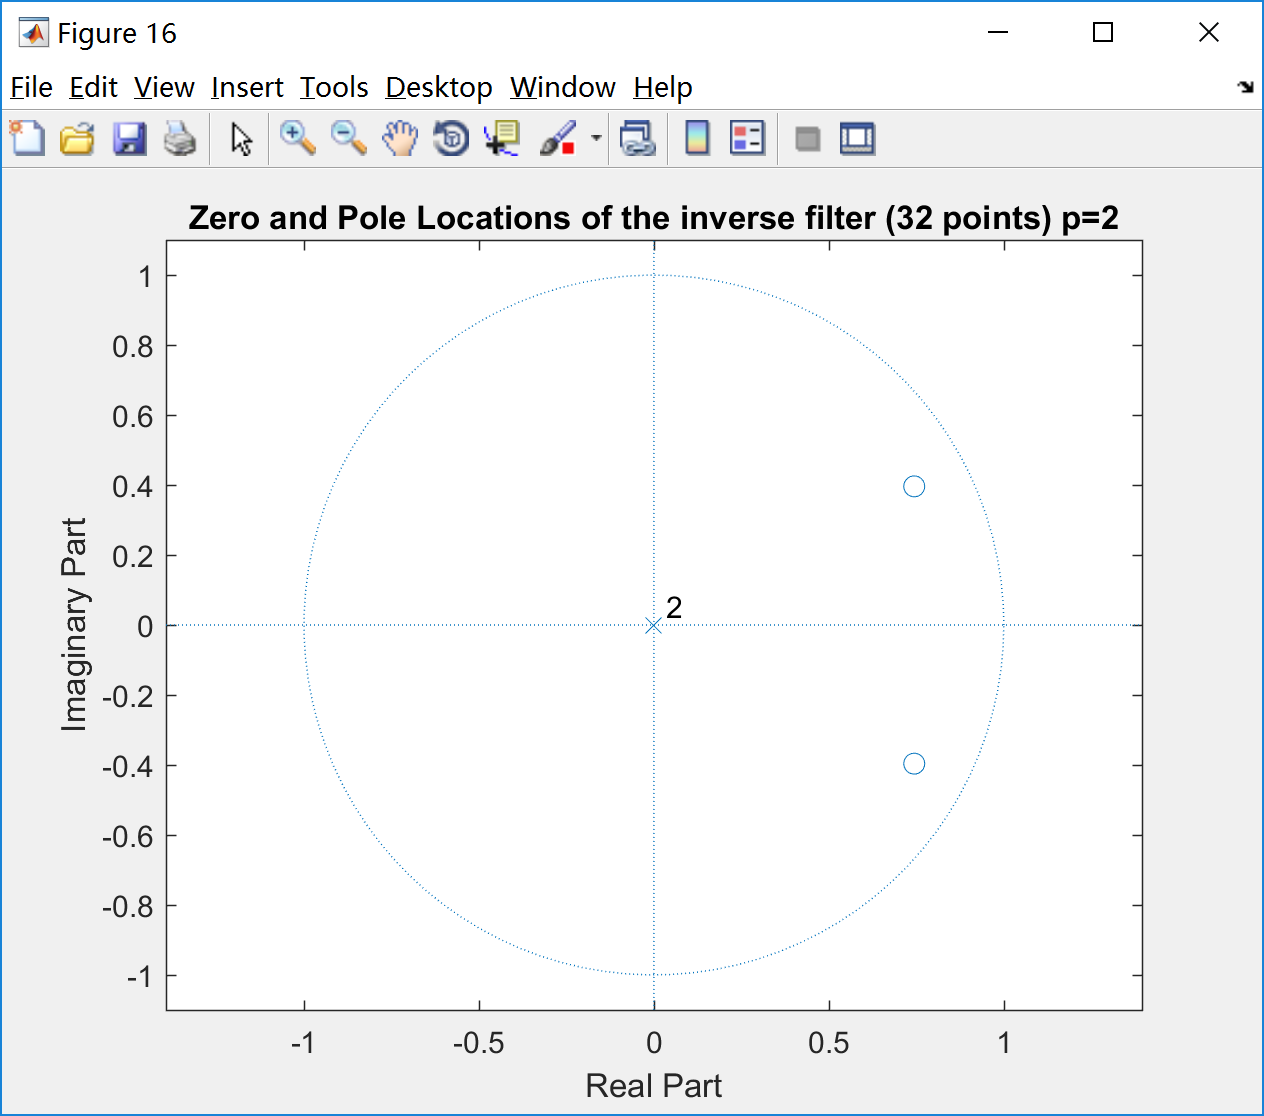 Figure 16
File Edit View Insert Tools Desktop Window Help
Zero and Pole Locations of the inverse filter (32 points) p=2
1
0.8
0.6
0.4
0.2
0
-0.2
-0.4
-0.6
-0.8
-1
Imaginary Part
2
-1 -0.5 0 0.5 1
Real Part